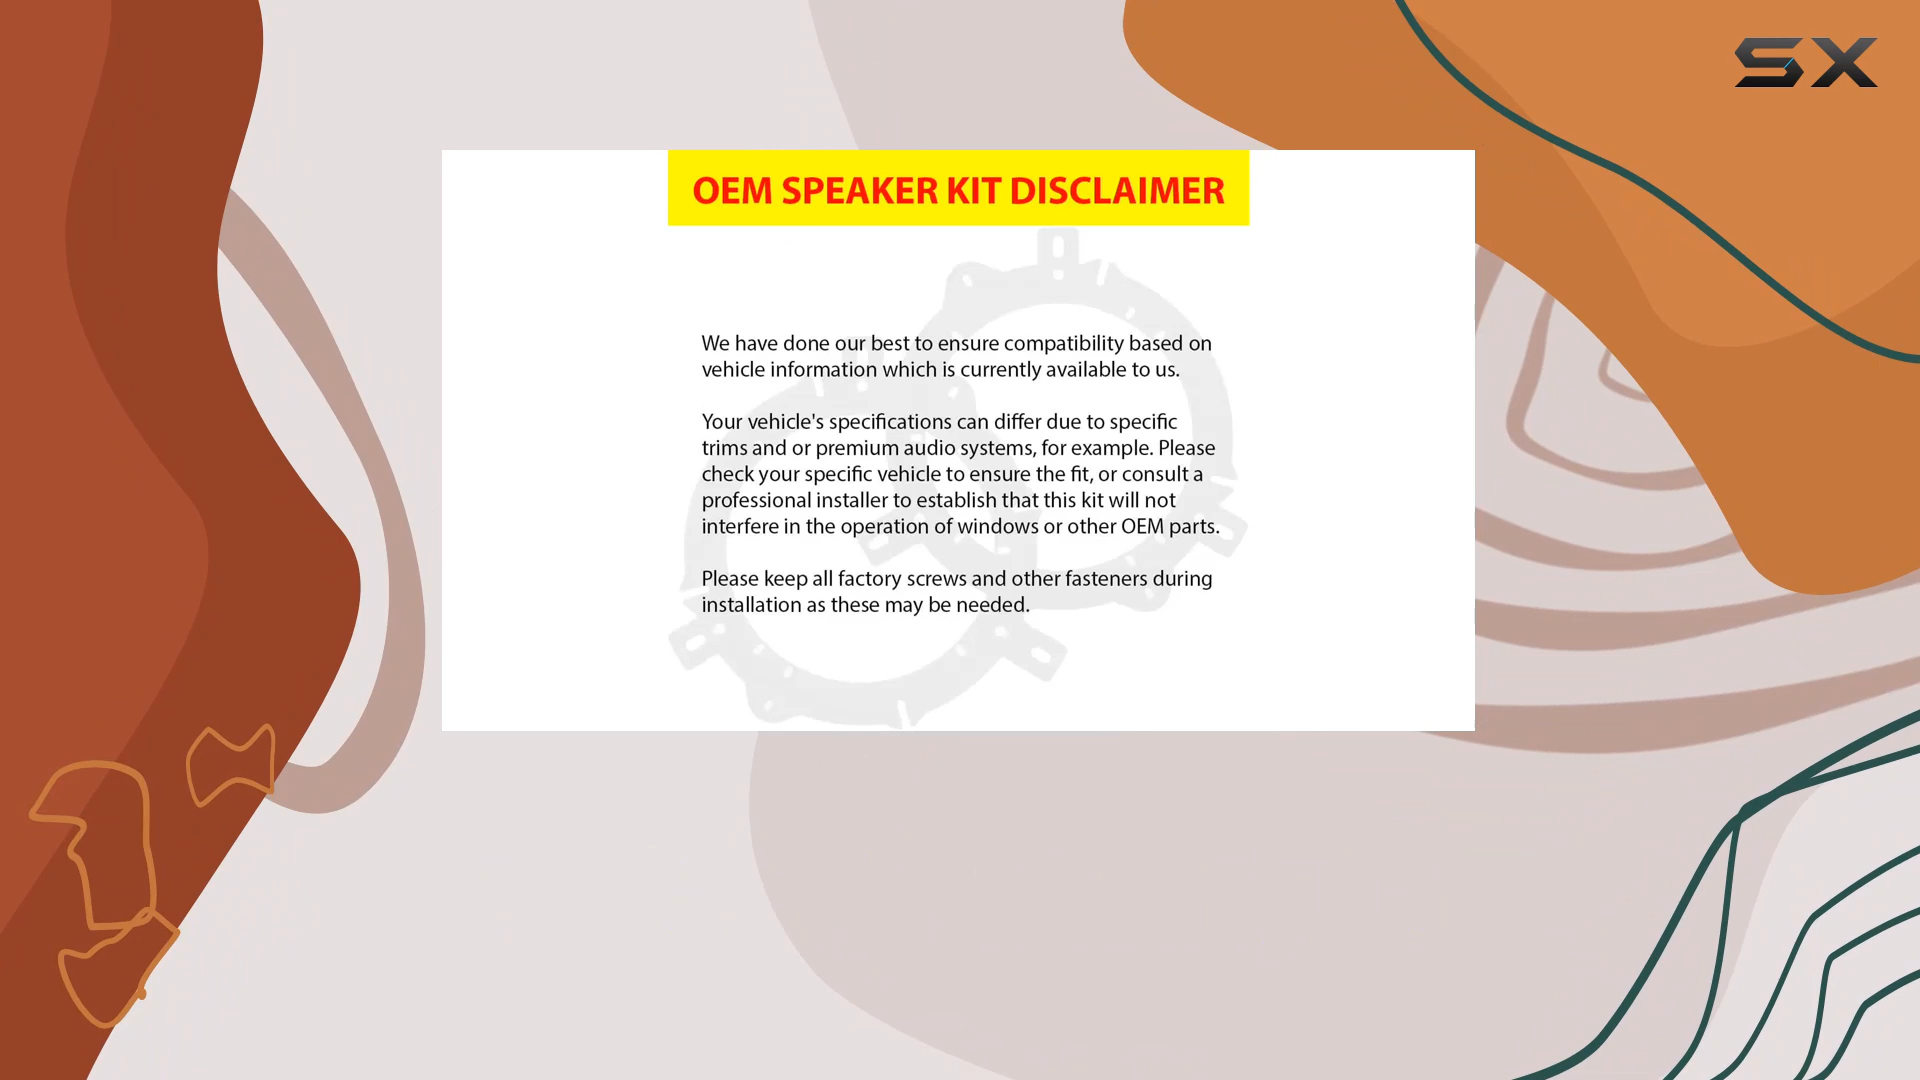 SX
OEM SPEAKER KIT DISCLAIMER
We have done our best to ensure compatibility based on
vehicle information which is currently available to us.
Your vehicle's specifications can differ due to specific
trims and or premium audio systems, for example. Please
check your specific vehicle to ensure the fit, or consult a
professional installer to establish that this kit will not
interfere in the operation of windows or other OEM parts.
Please keep all factory screws and other fasteners during
installation as these may be needed.